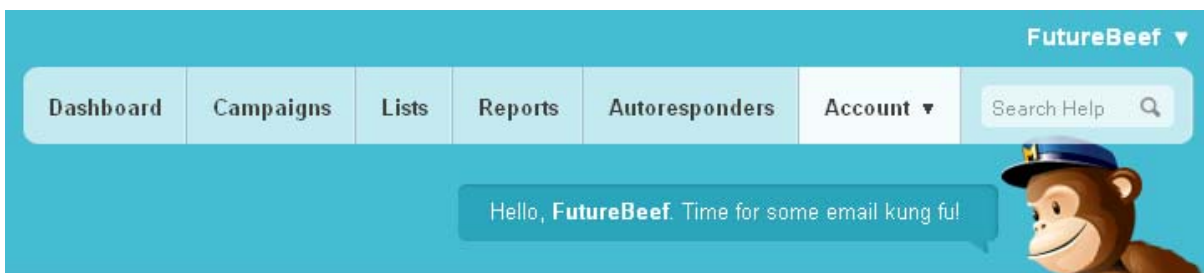 FutureBeef ▼
Dashboard Campaigns Lists Reports Autoresponders Account ▼ Search Help
Hello, FutureBeef. Time for some email kung fu!
M